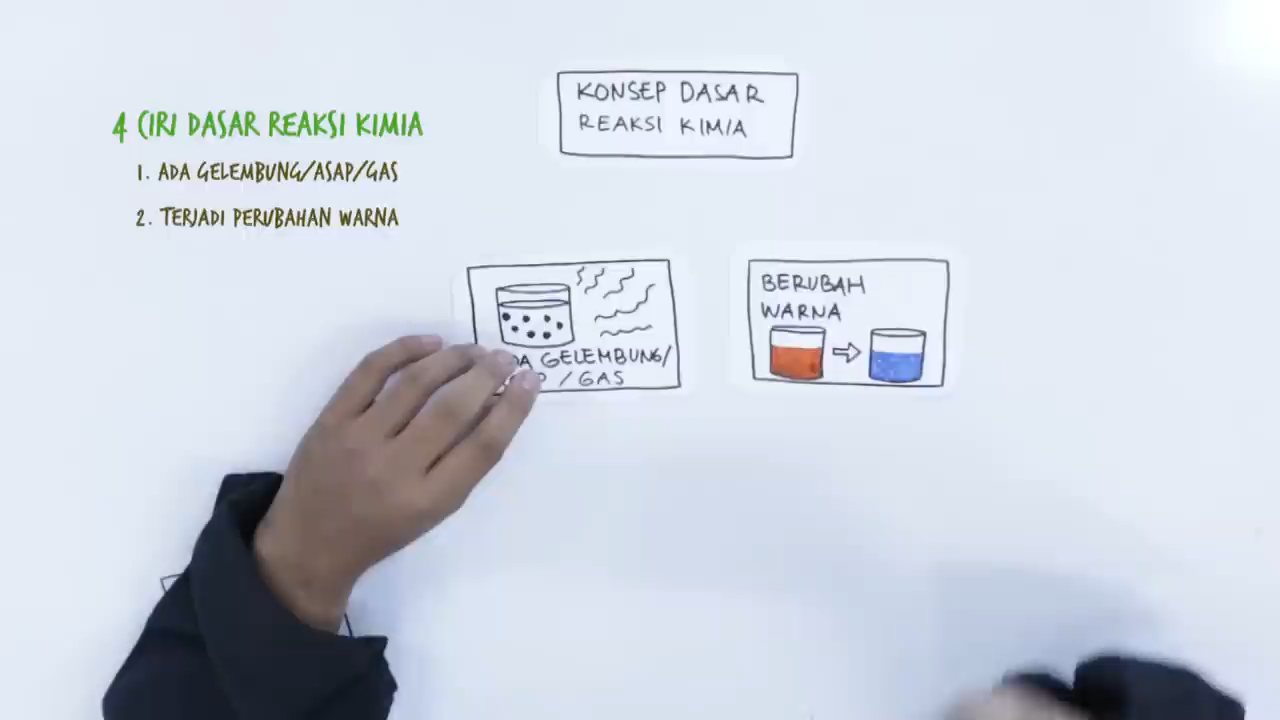 KONSEP DASAR
REAKSI KIMIA
4 CIRI DASAR REAKSI KIMIA
1. ADA GELEMBUNG/ASAP/GAS
2. TERJADI PERUBAHAN WARNA
GELEMBUNG/
/ GAS
BERUBAH
WARNA